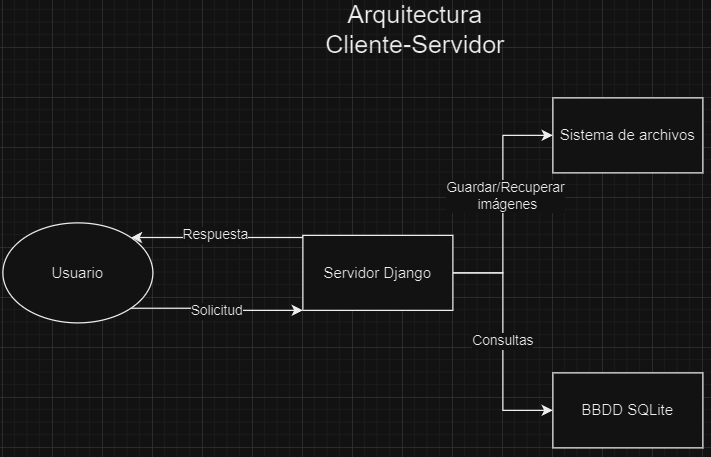 Arquitectura
Cliente-Servidor
Sistema de archivos
Guardar/Recuperar
imágenes
Respuesta
Usuario
Servidor Django
Solicitud
Consultas
BBDD SQLite